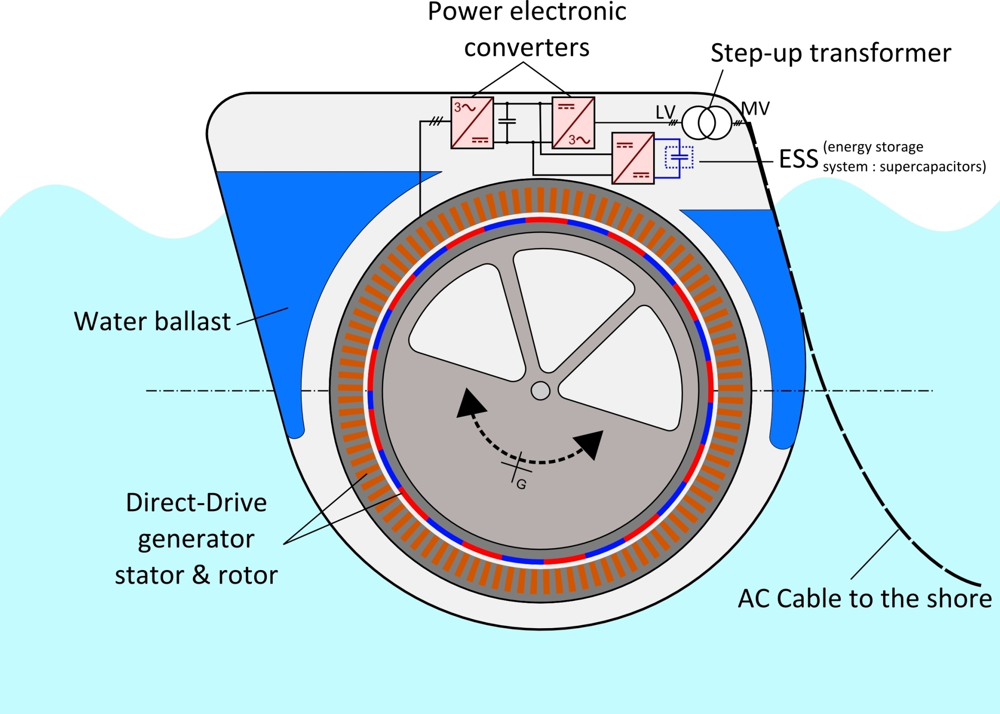 Power electronic
converters
Step-up transformer
3
LV
MV
3
ESS (energy storage
system : supercapacitors)
Water ballast
G
Direct-Drive
generator
stator & rotor
AC Cable to the shore